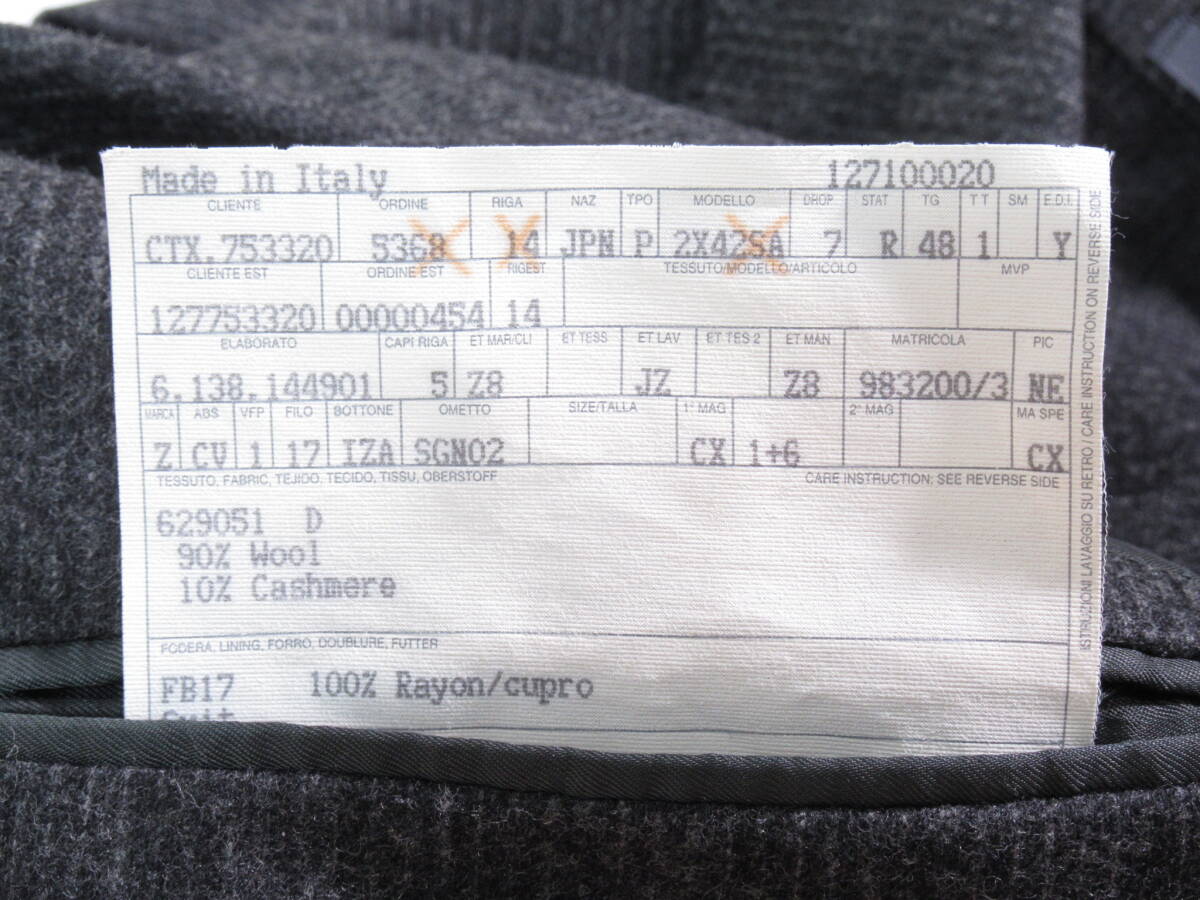 Made in Italy 127100020
CLIENTE ORDINE RIGA NAZ TPO MODELLO DROP STAT TG TT SM E.D.I.
CTX.753320 5368 14 JPN P 2X42SA 7 R 48 1 Y
CLIENTE EST ORDINE EST RIGEST TESSUTO/MODELLO/ARTICOLO MVP
127753320 00000454 14
ELABORATO CAPI RIGA ET MAR/CLI ET TESS ET LAV ET TES 2 ET MAN MATRICOLA PIC
6.138.144901 5 Z8 JZ Z8 983200/3 NE
MARCA ABS VFP FILO BOTTONE OMETTO SIZE/TALLA 1° MAG 2° MAG MA SPE
Z CV 1 17 IZA SGN02 CX 1+6 CX
TESSUTO, FABRIC, TEJIDO, TECIDO, TISSU, OBERSTOFF CARE INSTRUCTION: SEE REVERSE SIDE
629051 D
90% Wool
10% Cashmere
FODERA, LINING, FORRO, DOUBLURE, FUTTER
FB17 100% Rayon/cupro
Suit
ISTRUZIONI LAVAGGIO SU RETRO / CARE INSTRUCTION ON REVERSE SIDE